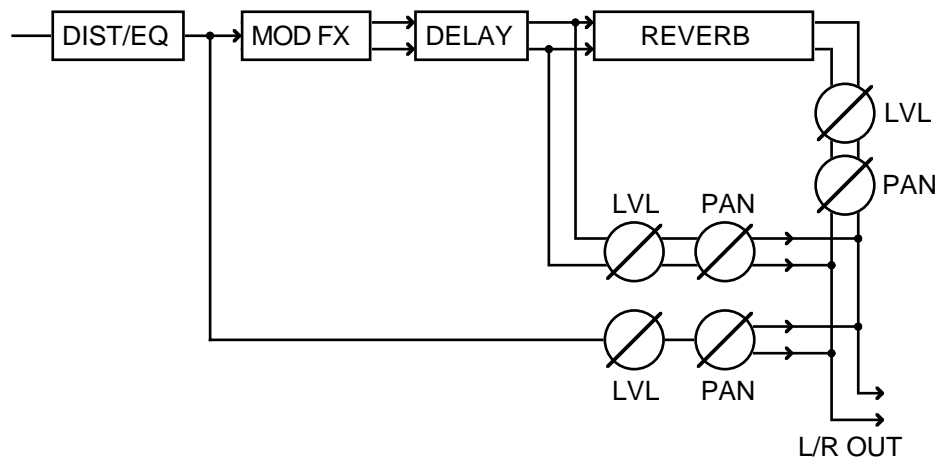 DIST/EQ MOD FX DELAY REVERB
LVL
PAN
LVL PAN
LVL PAN
L/R OUT